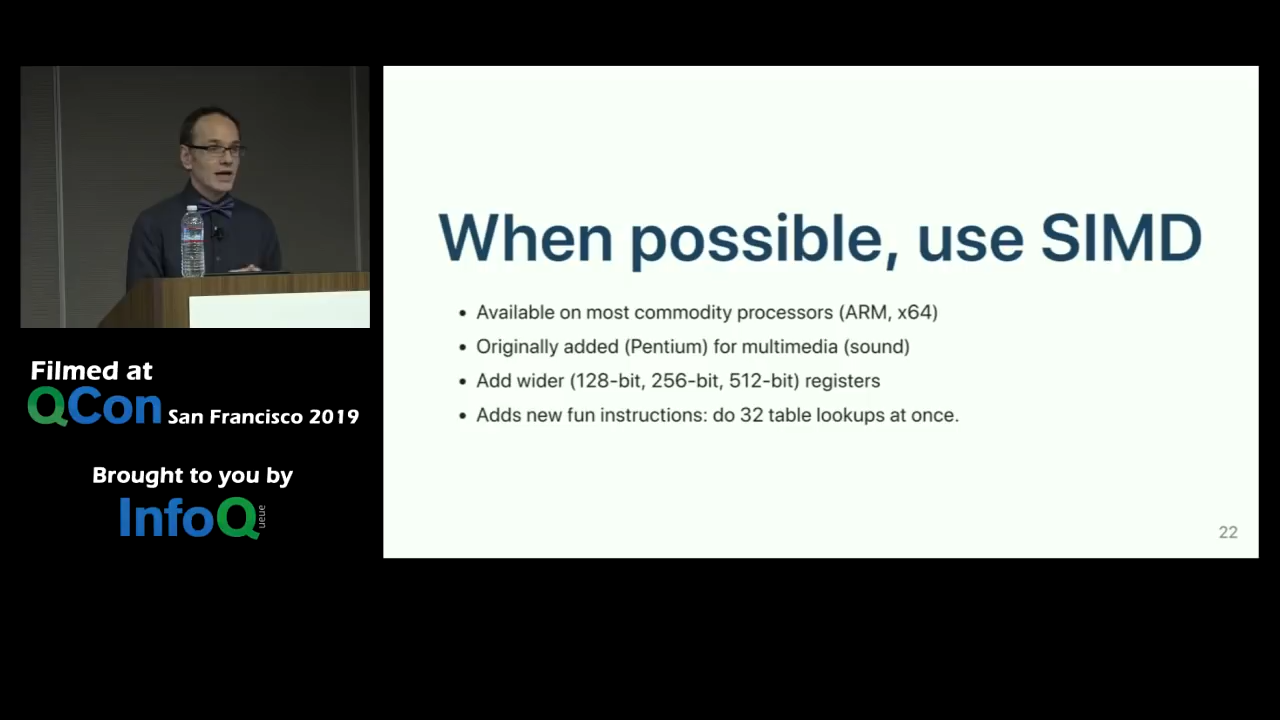 Filmed at
QCon San Francisco 2019
Brought to you by
InfoQ
ueue
When possible, use SIMD
• Available on most commodity processors (ARM, x64)
• Originally added (Pentium) for multimedia (sound)
• Add wider (128-bit, 256-bit, 512-bit) registers
• Adds new fun instructions: do 32 table lookups at once.
22